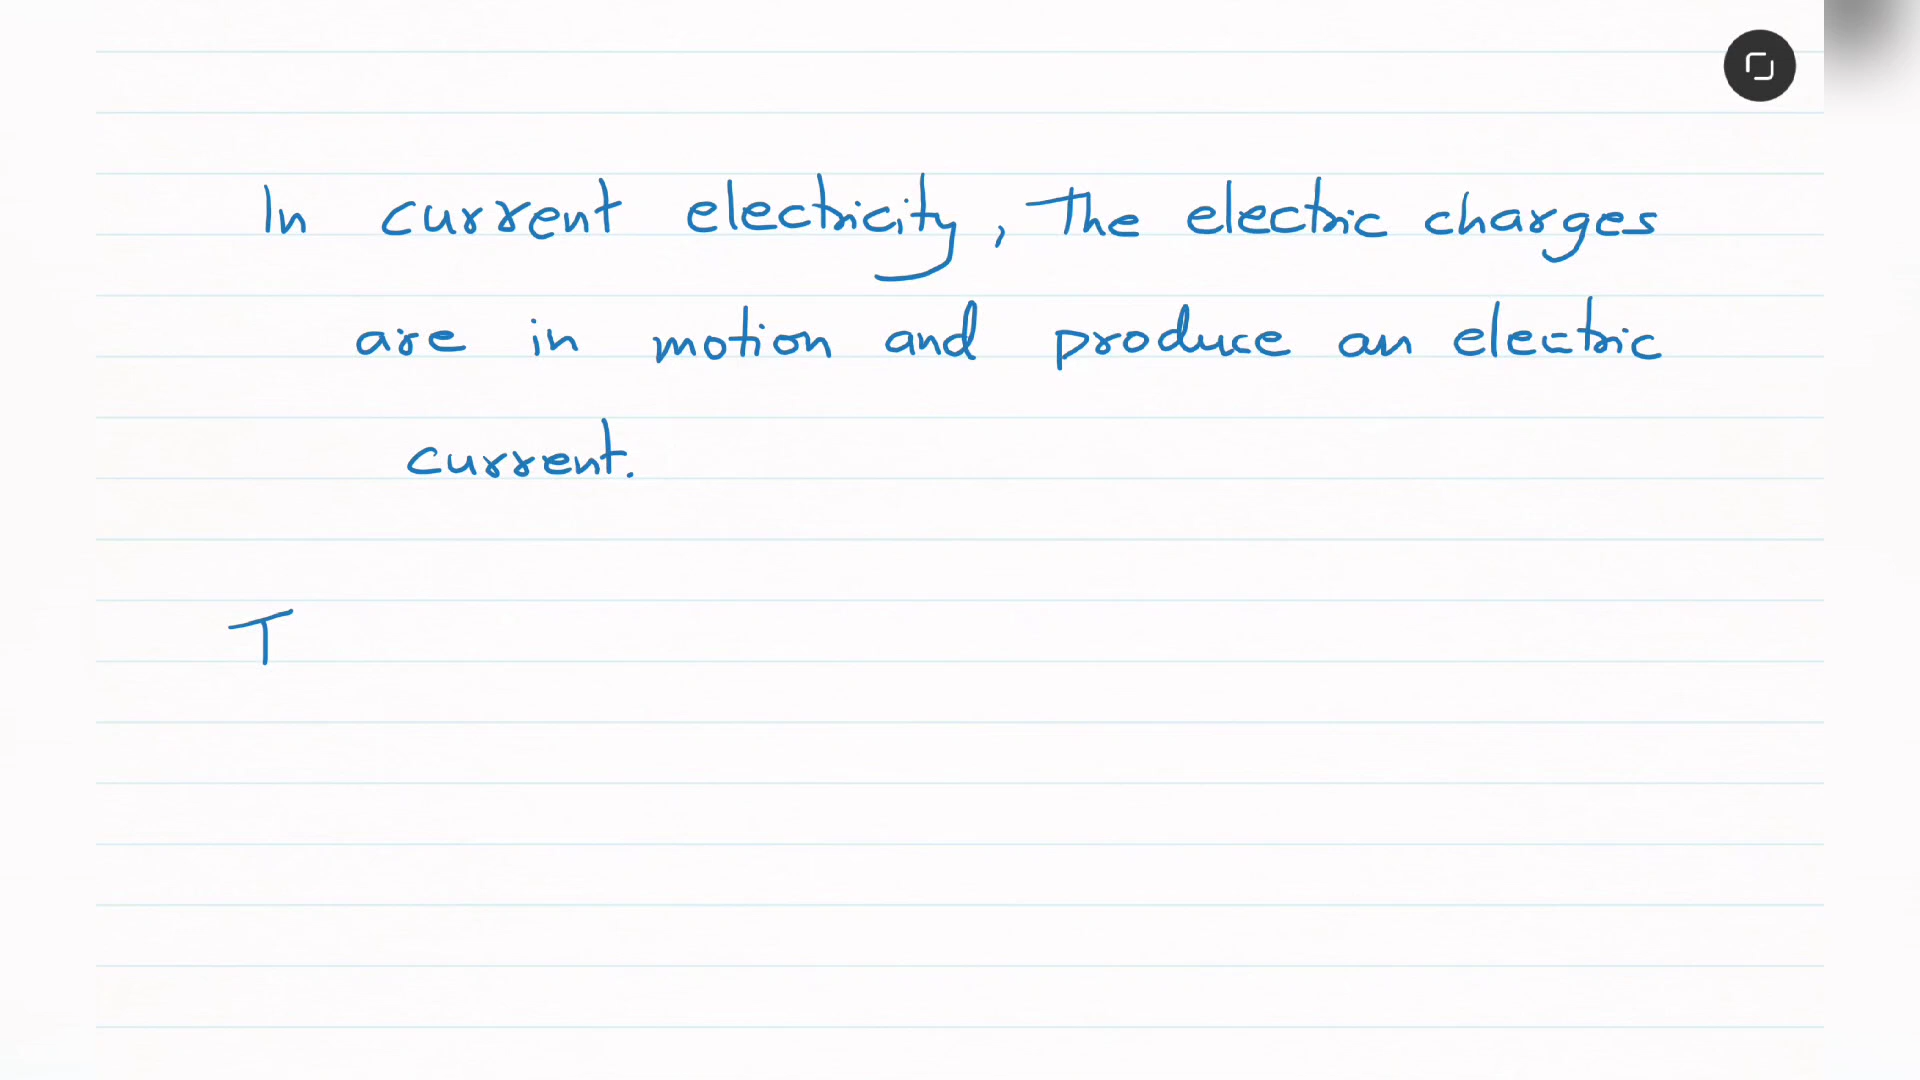 In current electricity, The electric charges
are in motion and produce an electric
current.
T